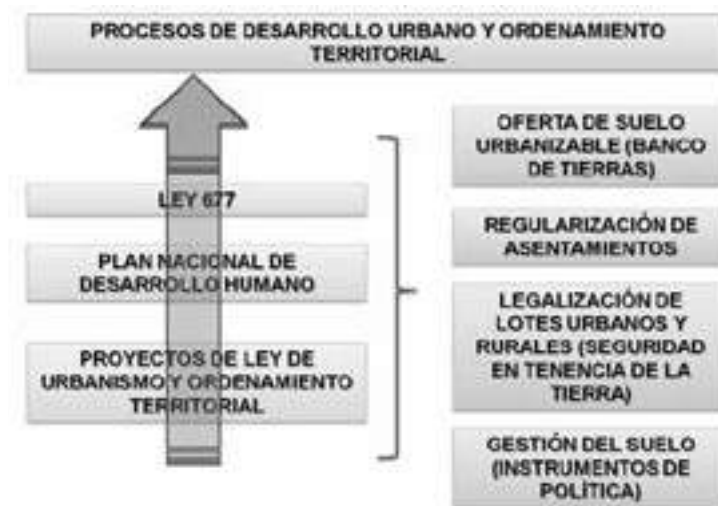 PROCESOS DE DESARROLLO URBANO Y ORDENAMIENTO
TERRITORIAL
LEY 677
PLAN NACIONAL DE
DESARROLLO HUMANO
PROYECTOS DE LEY DE
URBANISMO Y ORDENAMIENTO
TERRITORIAL
OFERTA DE SUELO
URBANIZABLE (BANCO
DE TIERRAS)
REGULARIZACIÓN DE
ASENTAMIENTOS
LEGALIZACIÓN DE
LOTES URBANOS Y
RURALES (SEGURIDAD
EN TENENCIA DE LA
TIERRA)
GESTIÓN DEL SUELO
(INSTRUMENTOS DE
POLÍTICA)